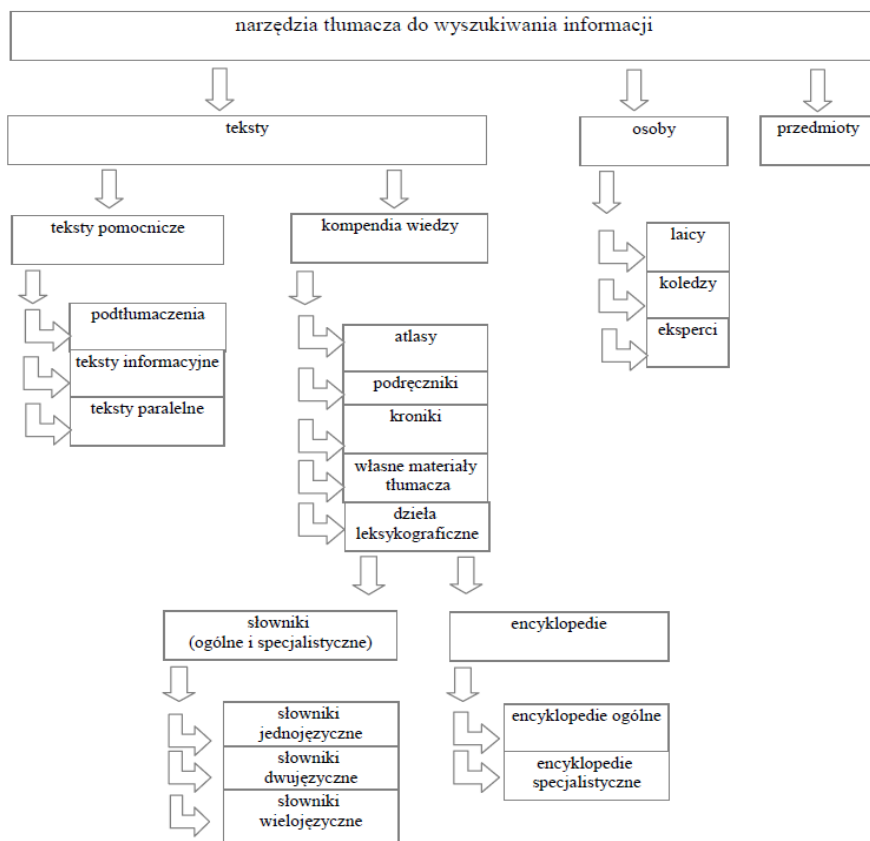 narzędzia tłumacza do wyszukiwania informacji
teksty
osoby
przedmioty
teksty pomocnicze
kompendia wiedzy
laicy
koledzy
eksperci
podtłumaczenia
teksty informacyjne
teksty paralelne
atlasy
podręczniki
kroniki
własne materiały
tłumacza
dzieła
leksykograficzne
słowniki
(ogólne i specjalistyczne)
encyklopedie
słowniki
jednojęzyczne
słowniki
dwujęzyczne
słowniki
wielojęzyczne
encyklopedie ogólne
encyklopedie
specjalistyczne